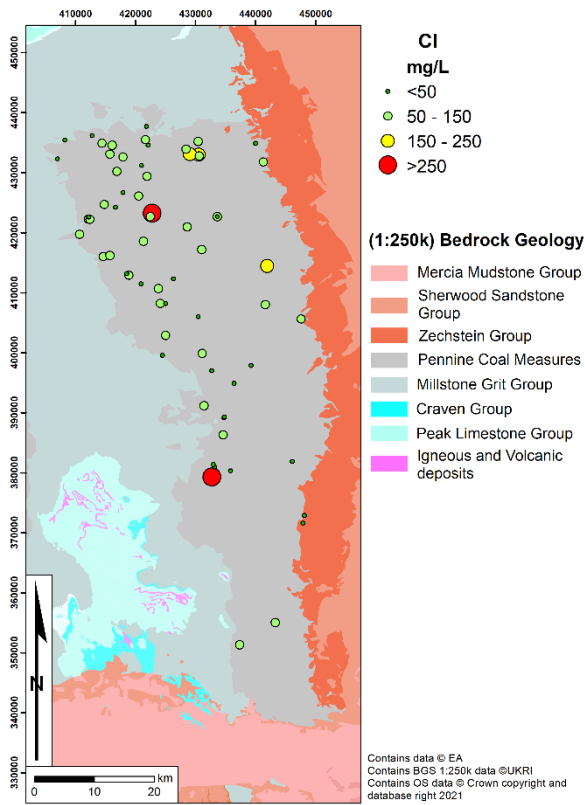 410000 420000 430000 440000 450000
450000
440000
430000
420000
410000
400000
390000
380000
370000
360000
350000
340000
330000
N
0 10 20
km
Cl
mg/L
<50
50 - 150
150 - 250
>250
(1:250k) Bedrock Geology
Mercia Mudstone Group
Sherwood Sandstone
Group
Zechstein Group
Pennine Coal Measures
Millstone Grit Group
Craven Group
Peak Limestone Group
Igneous and Volcanic
deposits
Contains data © EA
Contains BGS 1:250k data ©UKRI
Contains OS data © Crown copyright and
database right 2021